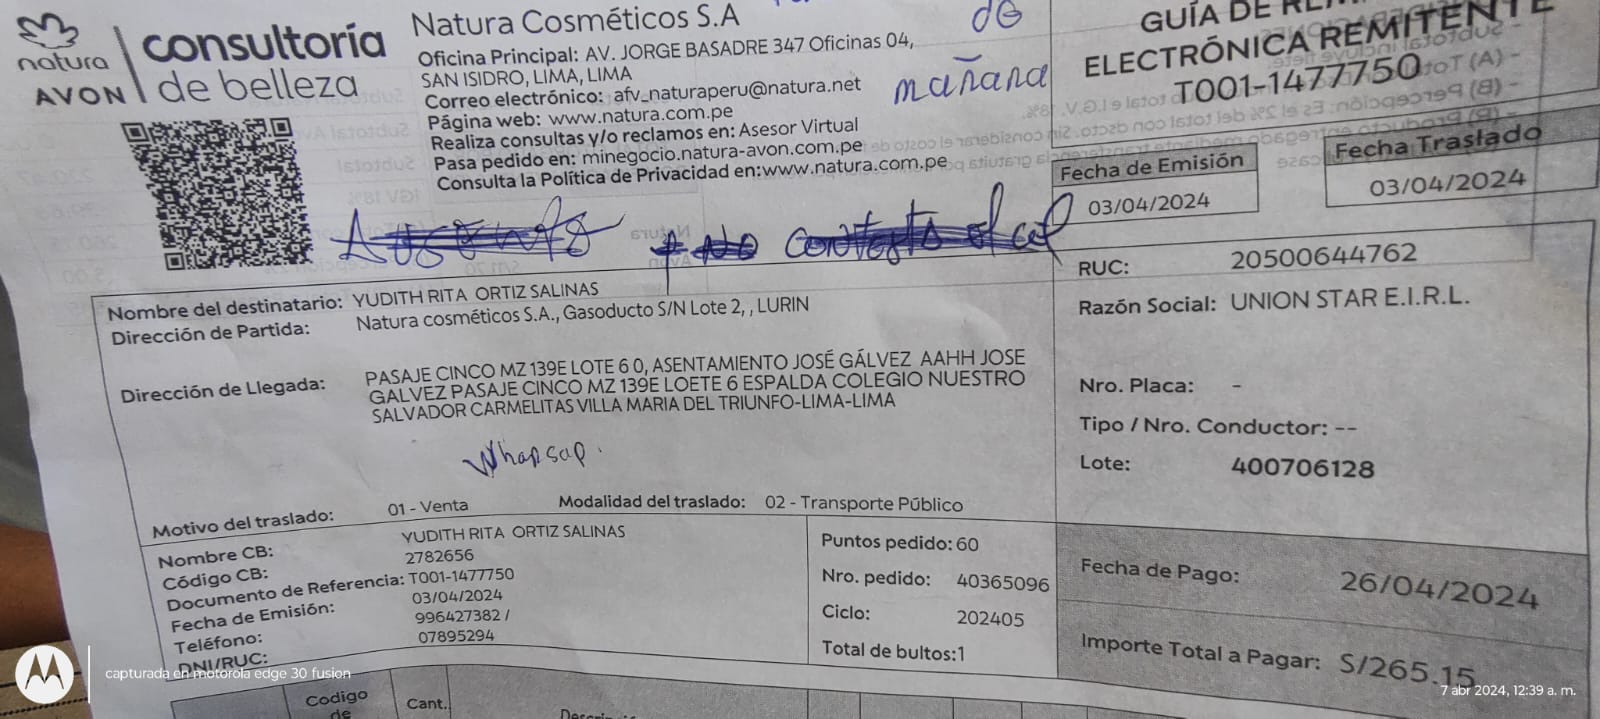 natura
AVON
consultoría
de belleza
Natura Cosméticos S.A
Oficina Principal: AV. JORGE BASADRE 347 Oficinas 04,
SAN ISIDRO, LIMA, LIMA
Correo electrónico: afv_naturaperu@natura.net
Página web: www.natura.com.pe
Realiza consultas y/o reclamos en: Asesor Virtual
Pasa pedido en: minegocio.natura-avon.com.pe
Consulta la Política de Privacidad en:www.natura.com.pe
de
mañana
GUÍA DE
ELECTRÓNICA REMITENTE
T001-1477750
Fecha de Emisión
03/04/2024
Fecha Traslado
03/04/2024
Ausente
No contesto el cel
Nombre del destinatario: YUDITH RITA ORTIZ SALINAS
Dirección de Partida: Natura cosméticos S.A., Gasoducto S/N Lote 2, , LURIN
Dirección de Llegada: PASAJE CINCO MZ 139E LOTE 6 0, ASENTAMIENTO JOSÉ GÁLVEZ AAHH JOSE
GALVEZ PASAJE CINCO MZ 139E LOETE 6 ESPALDA COLEGIO NUESTRO
SALVADOR CARMELITAS VILLA MARIA DEL TRIUNFO-LIMA-LIMA
Whapsap.
Motivo del traslado: 01 - Venta Modalidad del traslado: 02 - Transporte Público
RUC: 20500644762
Razón Social: UNION STAR E.I.R.L.
Nro. Placa: -
Tipo / Nro. Conductor: --
Lote: 400706128
Nombre CB: YUDITH RITA ORTIZ SALINAS
Código CB: 2782656
Documento de Referencia: T001-1477750
Fecha de Emisión: 03/04/2024
Teléfono: 996427382 /
DNI/RUC: 07895294
Puntos pedido: 60
Nro. pedido: 40365096
Ciclo: 202405
Total de bultos:1
Fecha de Pago: 26/04/2024
Importe Total a Pagar: S/265.15
Codigo
de
Cant.
capturada en motorola edge 30 fusion
7 abr 2024, 12:39 a. m.